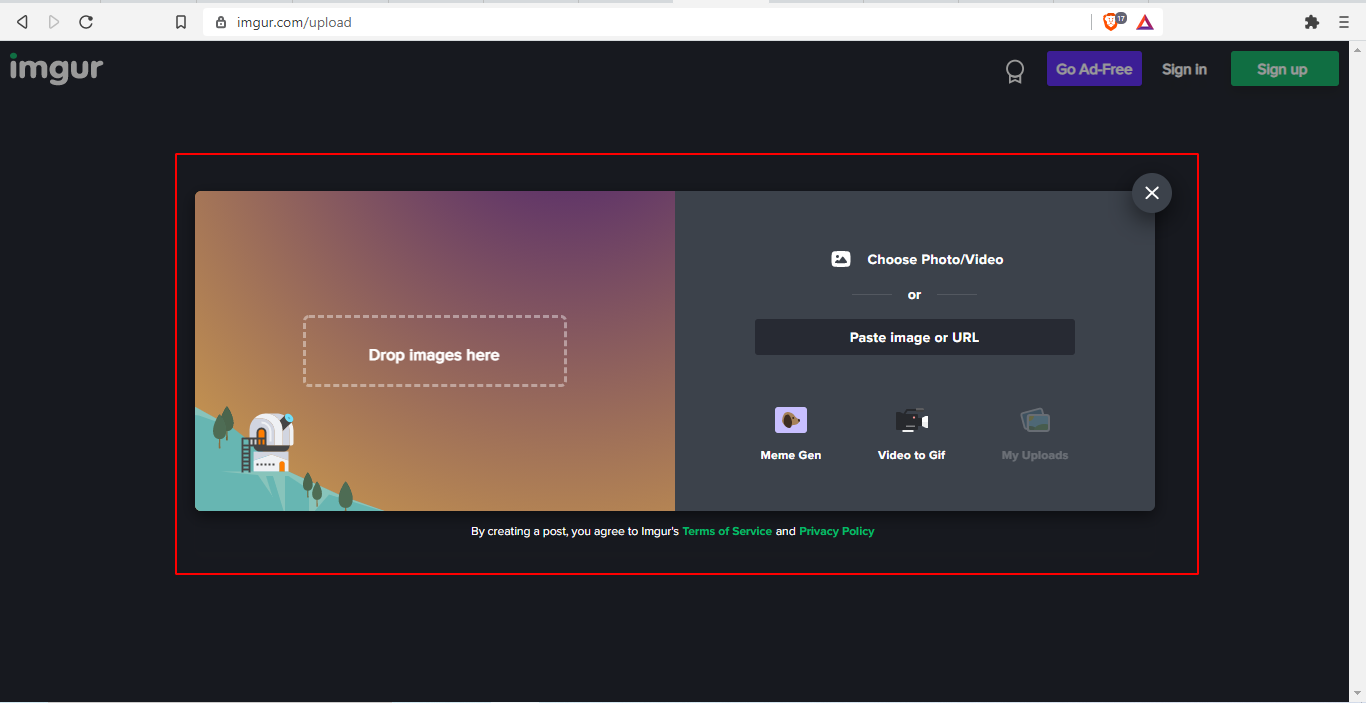 imgur.com/upload
17
imgur
Go Ad-Free
Sign in
Sign up
Drop images here
Choose Photo/Video
or
Paste image or URL
Meme Gen
Video to Gif
My Uploads
By creating a post, you agree to Imgur's Terms of Service and Privacy Policy